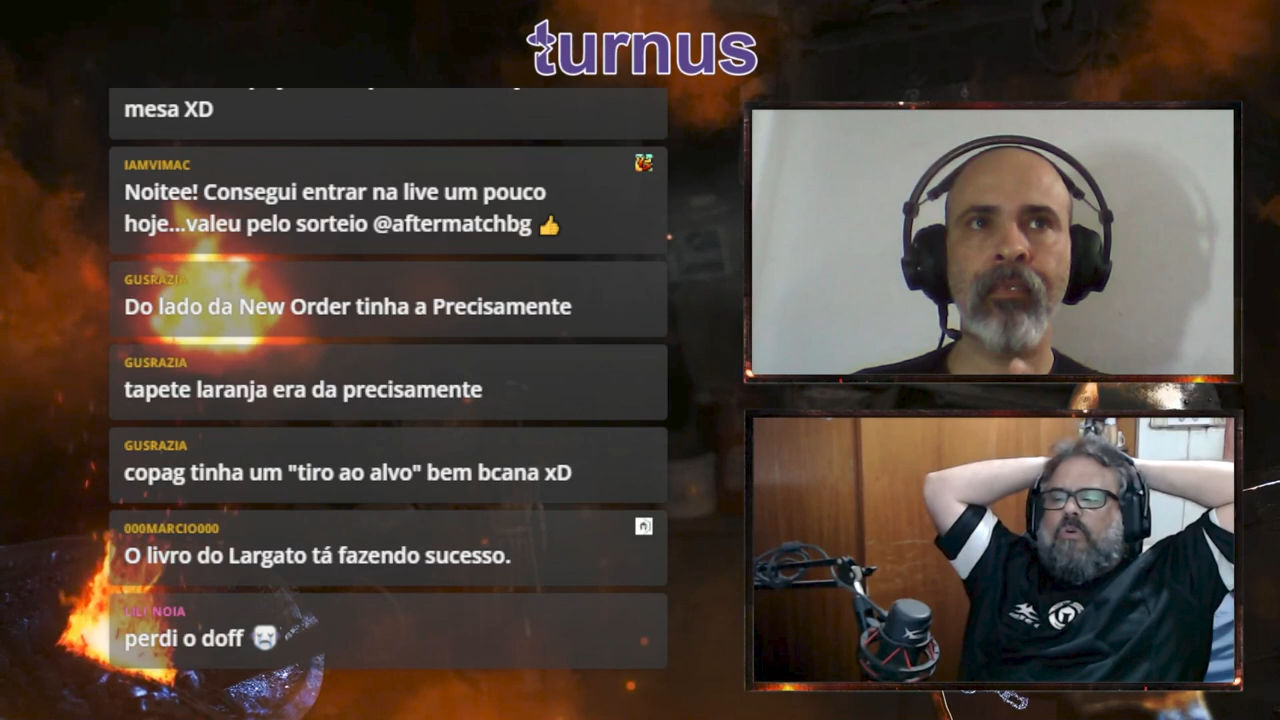 turnus
mesa XD
IAMVIMAC
Noitee! Consegui entrar na live um pouco
hoje...valeu pelo sorteio @aftermatchbg 👍
GUSRAZIA
Do lado da New Order tinha a Precisamente
GUSRAZIA
tapete laranja era da precisamente
GUSRAZIA
copag tinha um "tiro ao alvo" bem bcana xD
000MARCIO000
O livro do Largato tá fazendo sucesso.
LILI NOIA
perdi o doff 😭